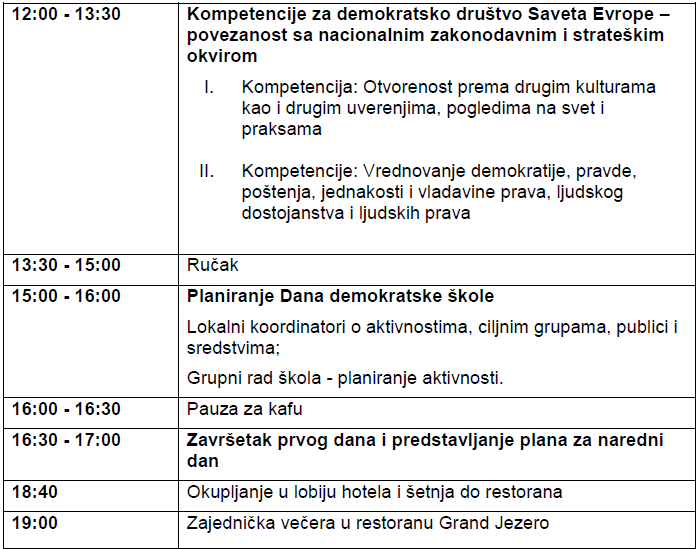 12:00 - 13:30
Kompetencije za demokratsko društvo Saveta Evrope –
povezanost sa nacionalnim zakonodavnim i strateškim
okvirom
I. Kompetencija: Otvorenost prema drugim kulturama
kao i drugim uverenjima, pogledima na svet i
praksama
II. Kompetencije: Vrednovanje demokratije, pravde,
poštenja, jednakosti i vladavine prava, ljudskog
dostojanstva i ljudskih prava
13:30 - 15:00
Ručak
15:00 - 16:00
Planiranje Dana demokratske škole
Lokalni koordinatori o aktivnostima, ciljnim grupama, publici i
sredstvima;
Grupni rad škola - planiranje aktivnosti.
16:00 - 16:30
Pauza za kafu
16:30 - 17:00
Završetak prvog dana i predstavljanje plana za naredni
dan
18:40
Okupljanje u lobiju hotela i šetnja do restorana
19:00
Zajednička večera u restoranu Grand Jezero